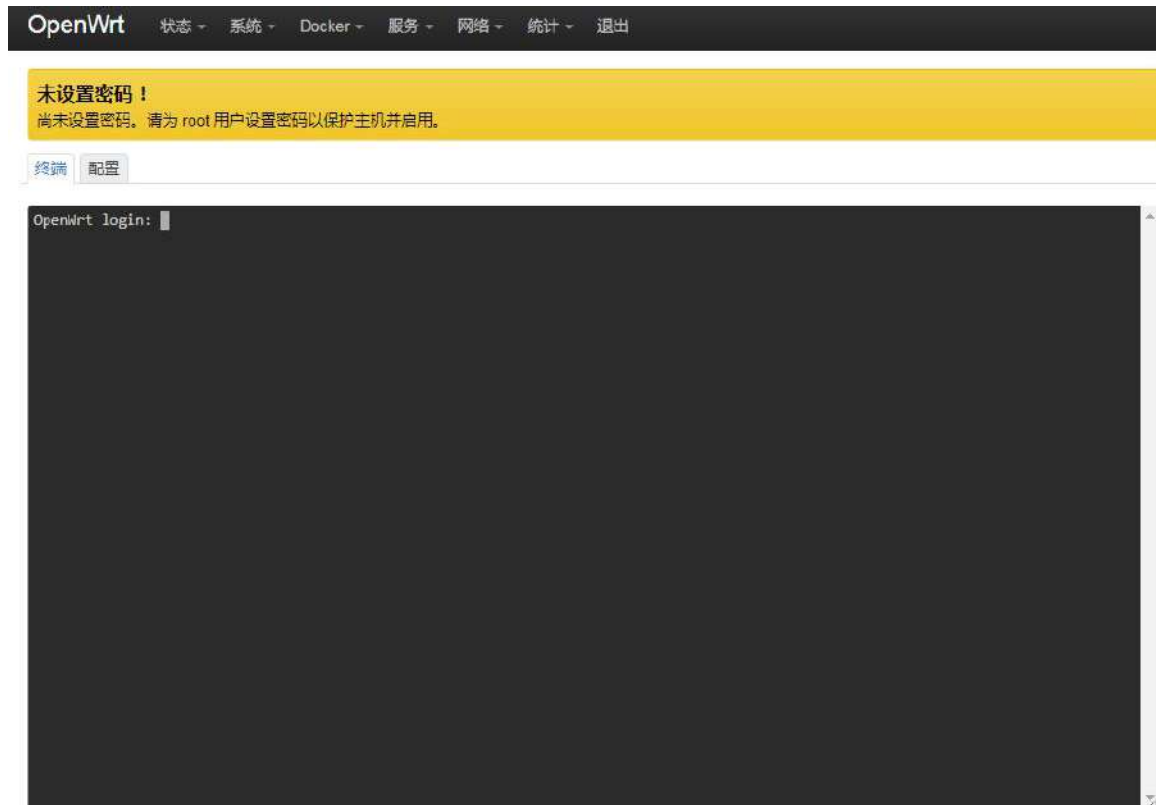 OpenWrt 状态 系统 Docker 服务 网络 统计 退出
未设置密码！
尚未设置密码。请为 root 用户设置密码以保护主机并启用。
终端 配置
OpenWrt login: